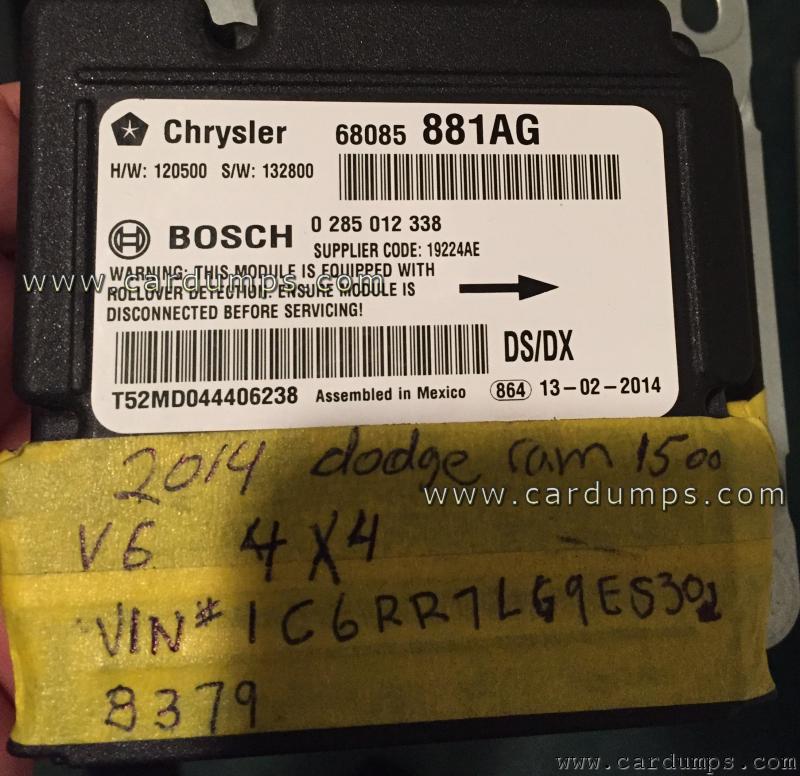 Chrysler 68085 881AG
H/W: 120500 S/W: 132800
BOSCH 0 285 012 338
SUPPLIER CODE: 19224AE
WARNING: THIS MODULE IS EQUIPPED WITH
www.cardumps.com
ROLLOVER DETECTION. ENSURE MODULE IS
DISCONNECTED BEFORE SERVICING!
DS/DX
T52MD044406238 Assembled in Mexico 864 13-02-2014
2014 dodge ram 1500
www.cardumps.com
V6 4X4
VIN# 1C6RR7LG9ES302
8379
www.cardumps.com